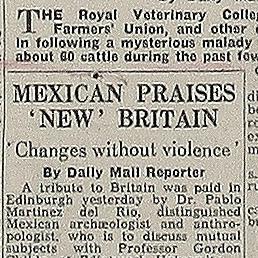 THE Royal Veterinary
Farmers' Union, and other
in following a mysterious malady
about 60 cattle during the past
MEXICAN PRAISES
'NEW' BRITAIN
'Changes without violence'
By Daily Mail Reporter
A tribute to Britain was paid in
Edinburgh yesterday by Dr. Pablo
Martinez del Rio, distinguished
Mexican archæologist and anthro-
pologist, who is to discuss mutual
subjects with Professor Gordon